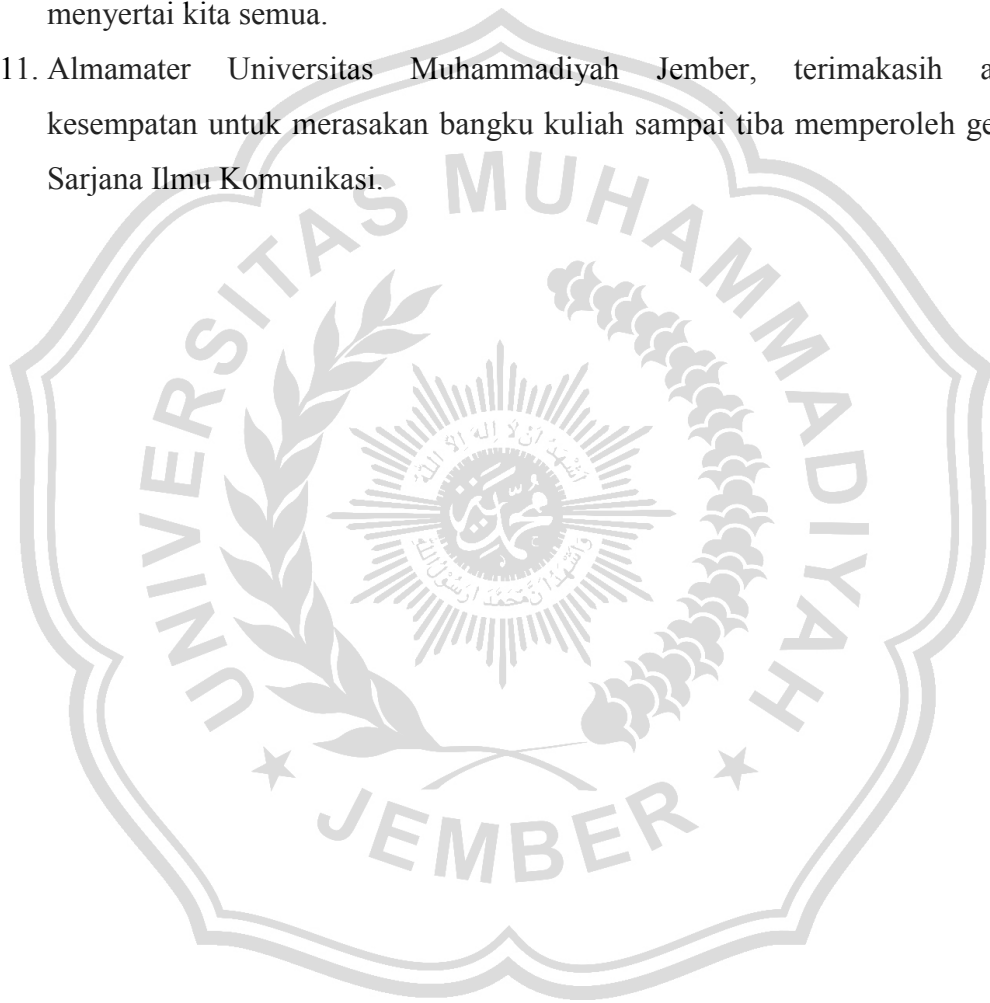 menyertai kita semua.
11. Almamater Universitas Muhammadiyah Jember, terimakasih a
kesempatan untuk merasakan bangku kuliah sampai tiba memperoleh ge
Sarjana Ilmu Komunikasi.
UNIVERSITAS MUHAMMADIYAH
JEMBER